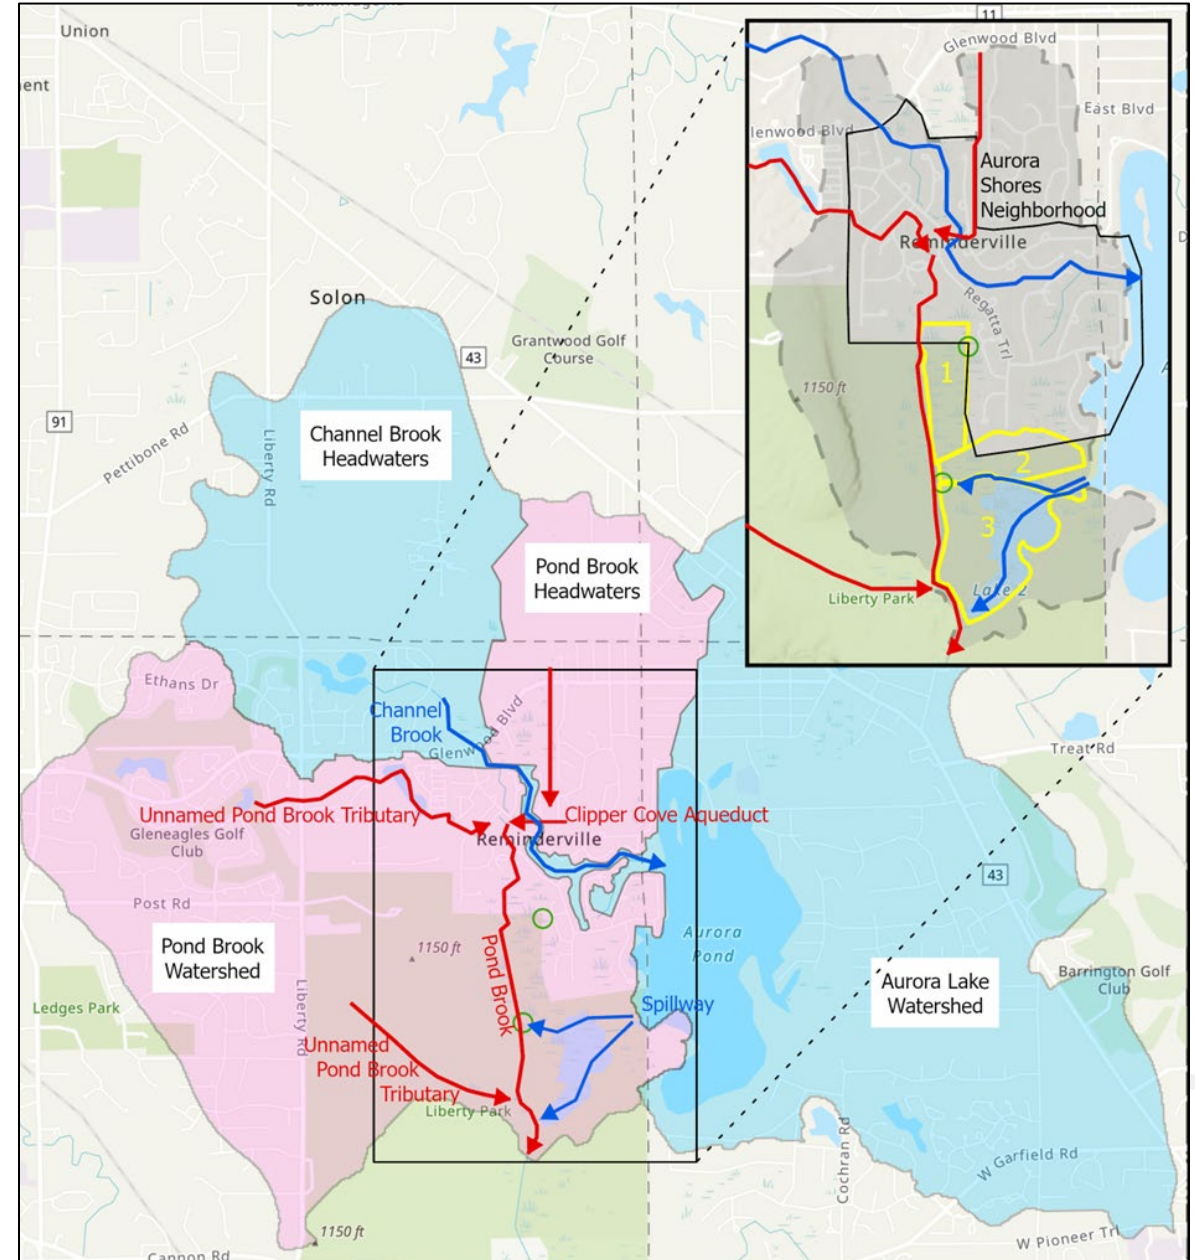 Union
11
Glenwood Blvd
East Blvd
lenwood Blvd
Aurora
Shores
Neighborhood
Reminderville
Regatta Trl
1
1150 ft
2
3
Lake 2
Liberty Park
Solon
Grantwood Golf
Course
43
91
Pettibone Rd
Liberty Rd
Channel Brook
Headwaters
Pond Brook
Headwaters
Ethans Dr
Channel
Brook
Glenwood Blvd
Treat Rd
Unnamed Pond Brook Tributary
Clipper Cove Aqueduct
Gleneagles Golf
Club
Reminderville
43
Post Rd
Pond Brook
Watershed
1150 ft
Pond Brook
Aurora
Pond
Aurora Lake
Watershed
Barrington Golf
Club
Ledges Park
Liberty Rd
Spillway
Unnamed
Pond Brook
Tributary
Liberty Park
Cochran Rd
W Garfield Rd
1150 ft
W Pioneer Trl
Cannon Rd